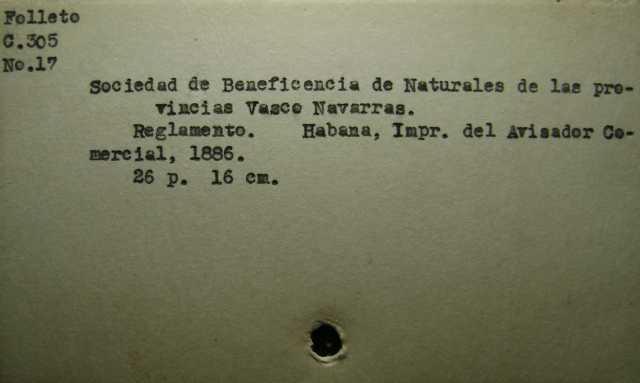 Folleto
C.305
No.17
Sociedad de Beneficencia de Naturales de las pro-
vincias Vasco Navarras.
Reglamento. Habana, Impr. del Avisador Co-
mercial, 1886.
26 p. 16 cm.